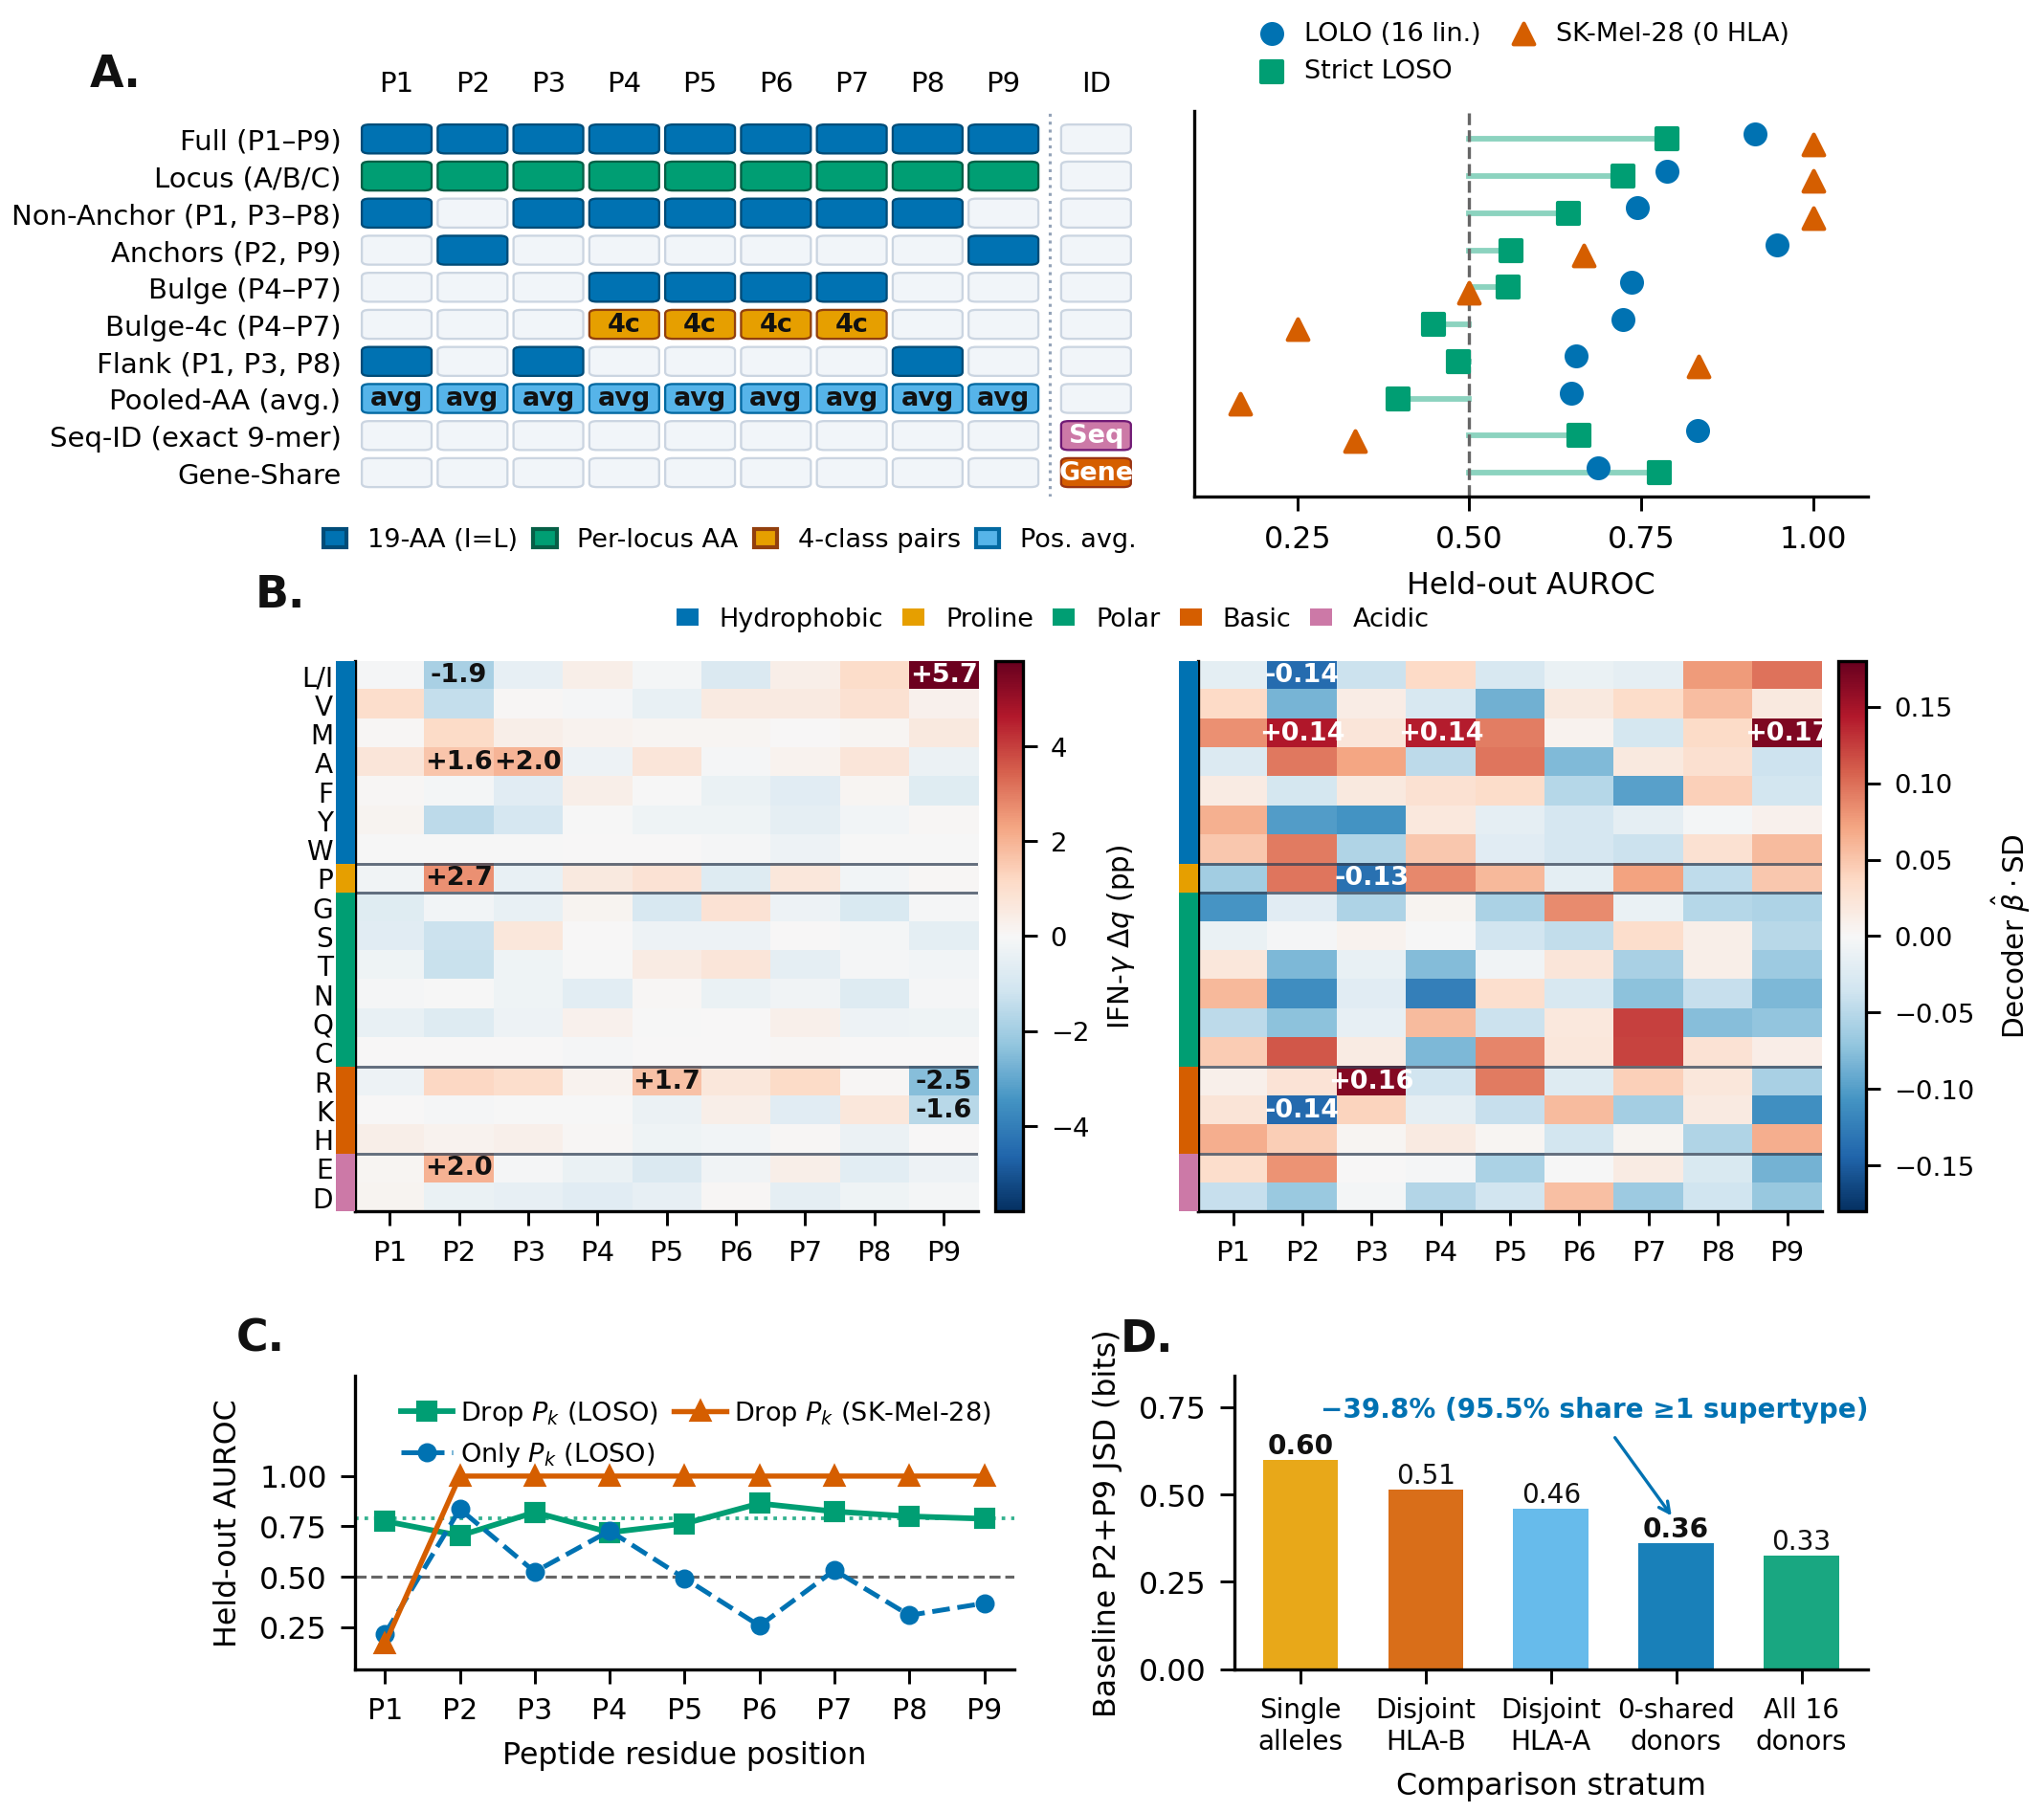 A.
P1 P2 P3 P4 P5 P6 P7 P8 P9 ID
Full (P1–P9)
Locus (A/B/C)
Non-Anchor (P1, P3–P8)
Anchors (P2, P9)
Bulge (P4–P7)
Bulge-4c (P4–P7) 4c 4c 4c 4c
Flank (P1, P3, P8)
Pooled-AA (avg.) avg avg avg avg avg avg avg avg avg
Seq-ID (exact 9-mer) Seq
Gene-Share Gene
19-AA (I=L) Per-locus AA 4-class pairs Pos. avg.
LOLO (16 lin.) SK-Mel-28 (0 HLA)
Strict LOSO
0.25 0.50 0.75 1.00
Held-out AUROC
B.
Hydrophobic Proline Polar Basic Acidic
L/I -1.9 +5.7
V
M
A +1.6 +2.0
F
Y
W
P +2.7
G
S
T
N
Q
C
R +1.7 -2.5
K -1.6
H
E +2.0
D
P1 P2 P3 P4 P5 P6 P7 P8 P9
4
2
0
−2
−4
IFN-γ Δq (pp)
-0.14
+0.14 +0.14 +0.17
-0.13
+0.16
-0.14
P1 P2 P3 P4 P5 P6 P7 P8 P9
0.15
0.10
0.05
0.00
−0.05
−0.10
−0.15
Decoder β̂ · SD
C.
Drop Pk (LOSO) Drop Pk (SK-Mel-28)
Only Pk (LOSO)
1.00
0.75
0.50
0.25
Held-out AUROC
P1 P2 P3 P4 P5 P6 P7 P8 P9
Peptide residue position
D.
Baseline P2+P9 JSD (bits)
0.75
0.50
0.25
0.00
−39.8% (95.5% share ≥1 supertype)
0.60 0.51 0.46 0.36 0.33
Single Disjoint Disjoint 0-shared All 16
alleles HLA-B HLA-A donors donors
Comparison stratum